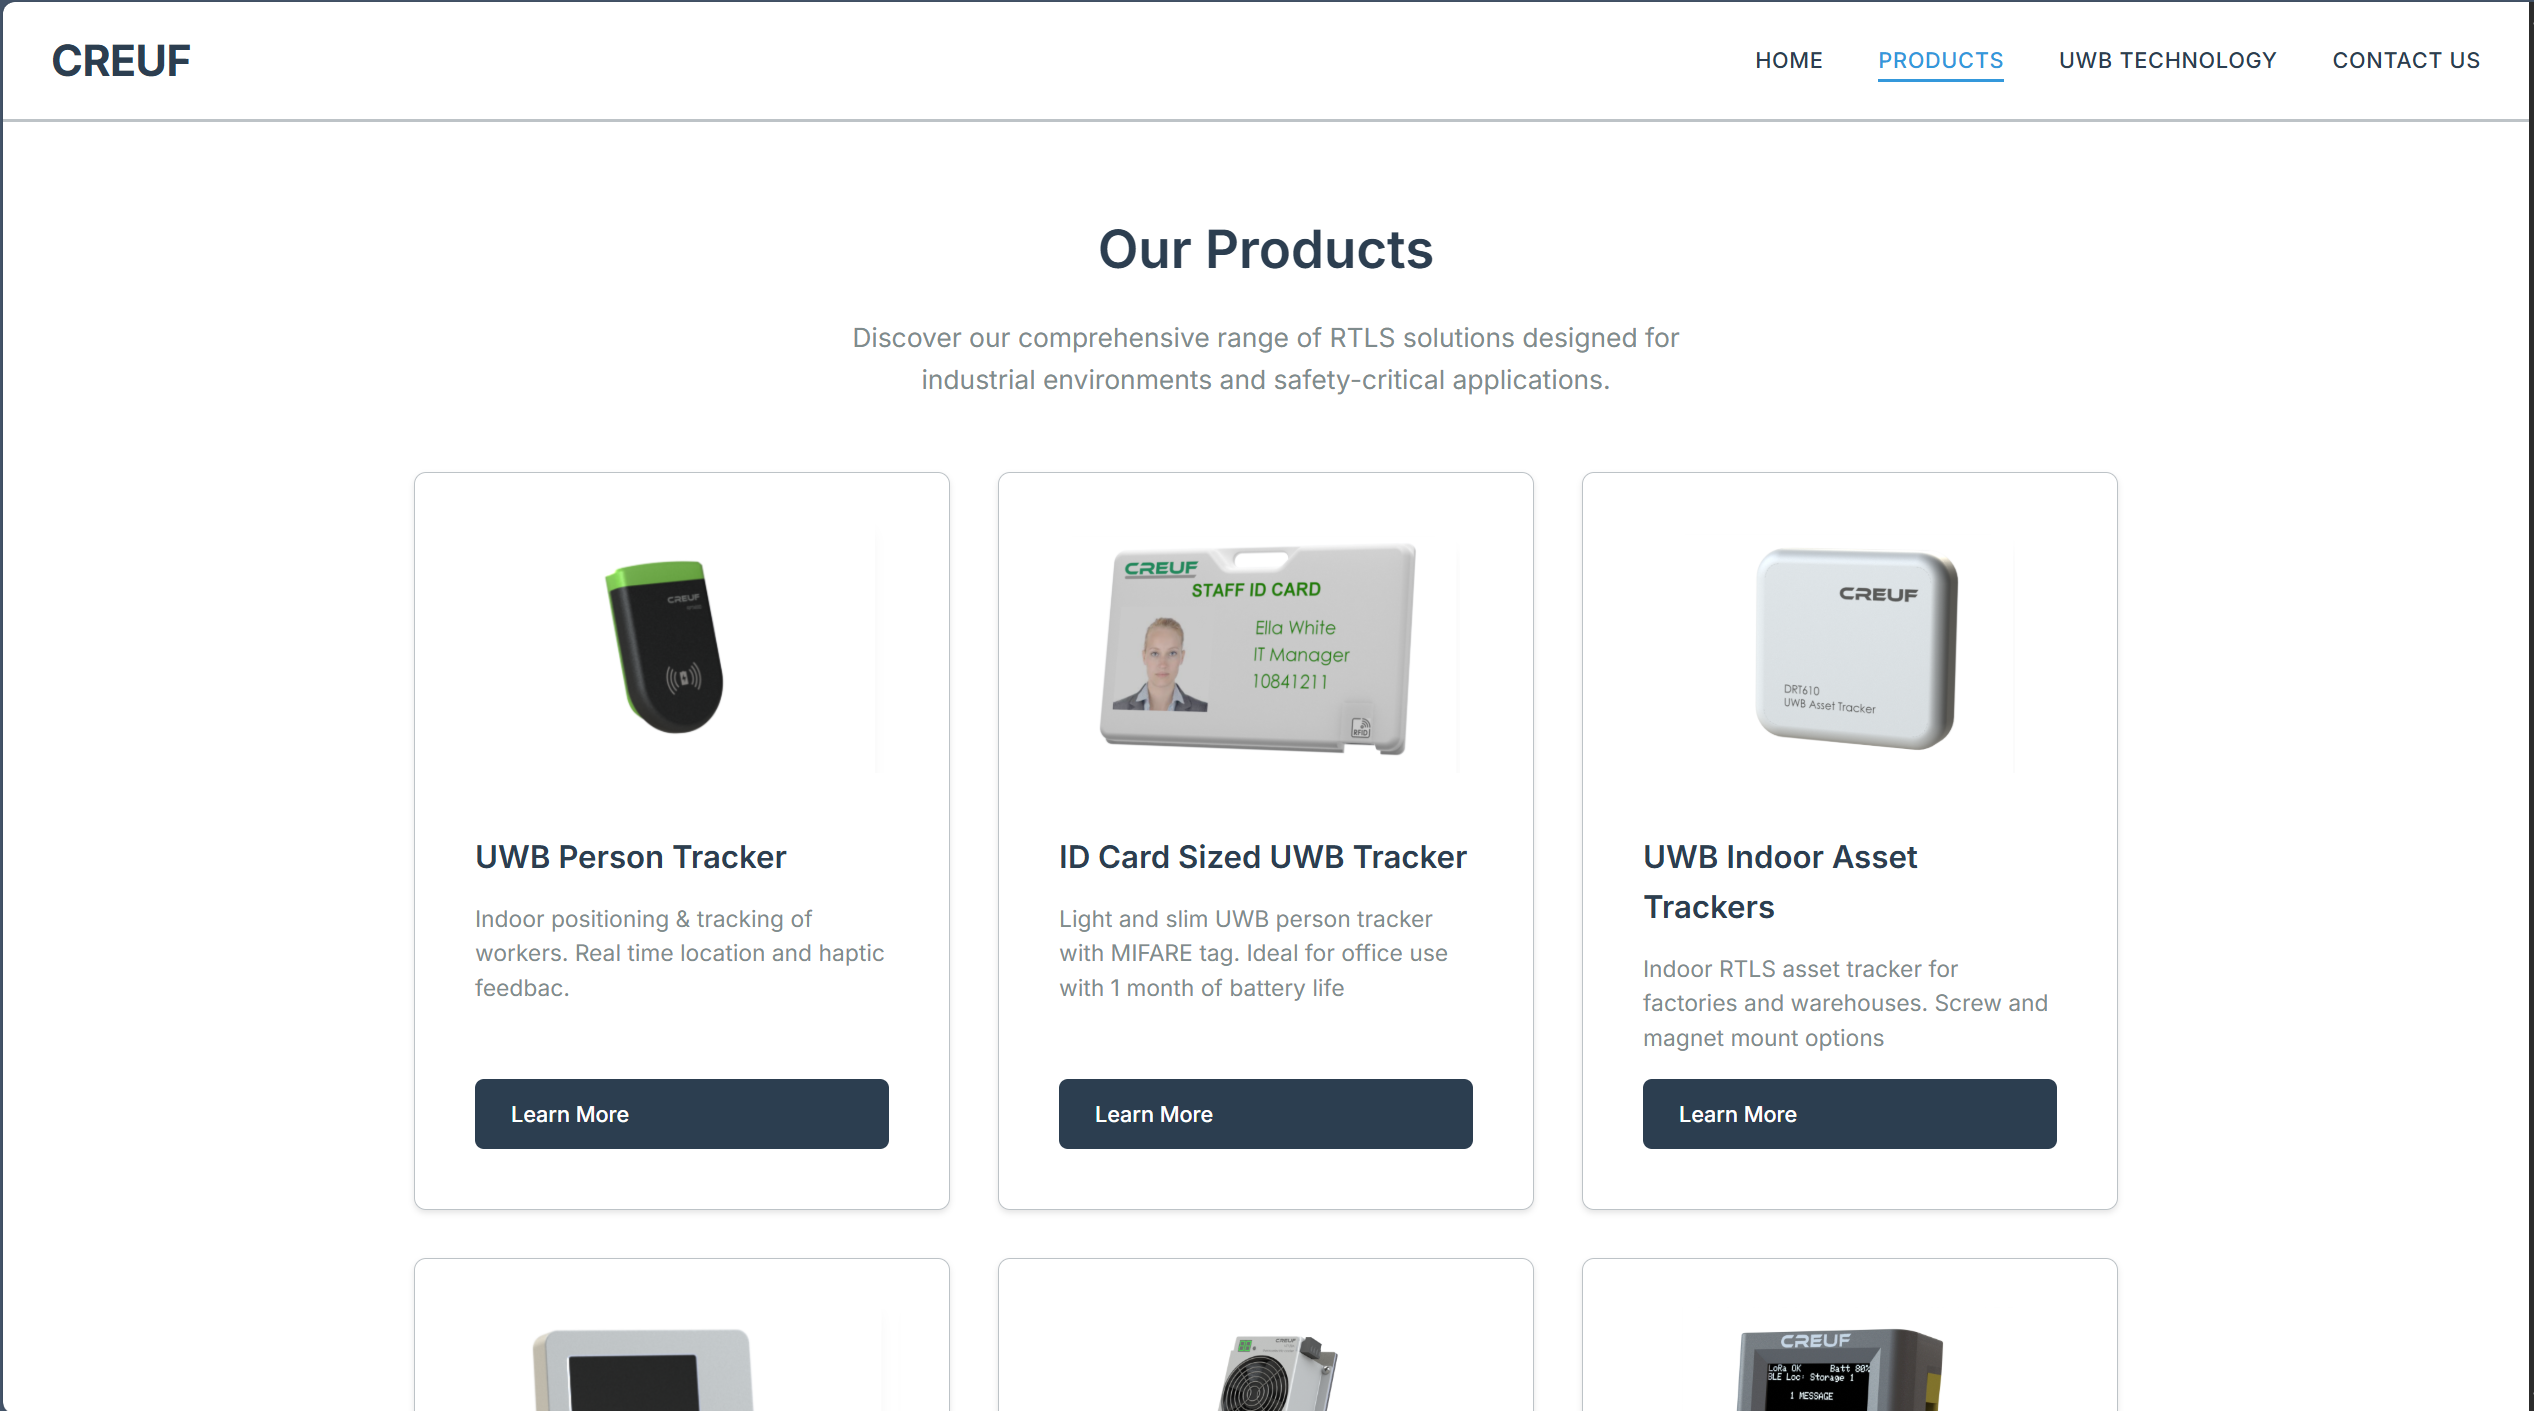 CREUF
HOME
PRODUCTS
UWB TECHNOLOGY
CONTACT US
Our Products
Discover our comprehensive range of RTLS solutions designed for
industrial environments and safety-critical applications.
CREUF
CREUF
STAFF ID CARD
Ella White
IT Manager
10841211
RFID
CREUF
DRT610
UWB Asset Tracker
UWB Person Tracker
Indoor positioning & tracking of
workers. Real time location and haptic
feedbac.
Learn More
ID Card Sized UWB Tracker
Light and slim UWB person tracker
with MIFARE tag. Ideal for office use
with 1 month of battery life
Learn More
UWB Indoor Asset
Trackers
Indoor RTLS asset tracker for
factories and warehouses. Screw and
magnet mount options
Learn More
CREUF
CREUF
LoRa OK Batt 80%
BLE Loc: Storage 1
1 MESSAGE